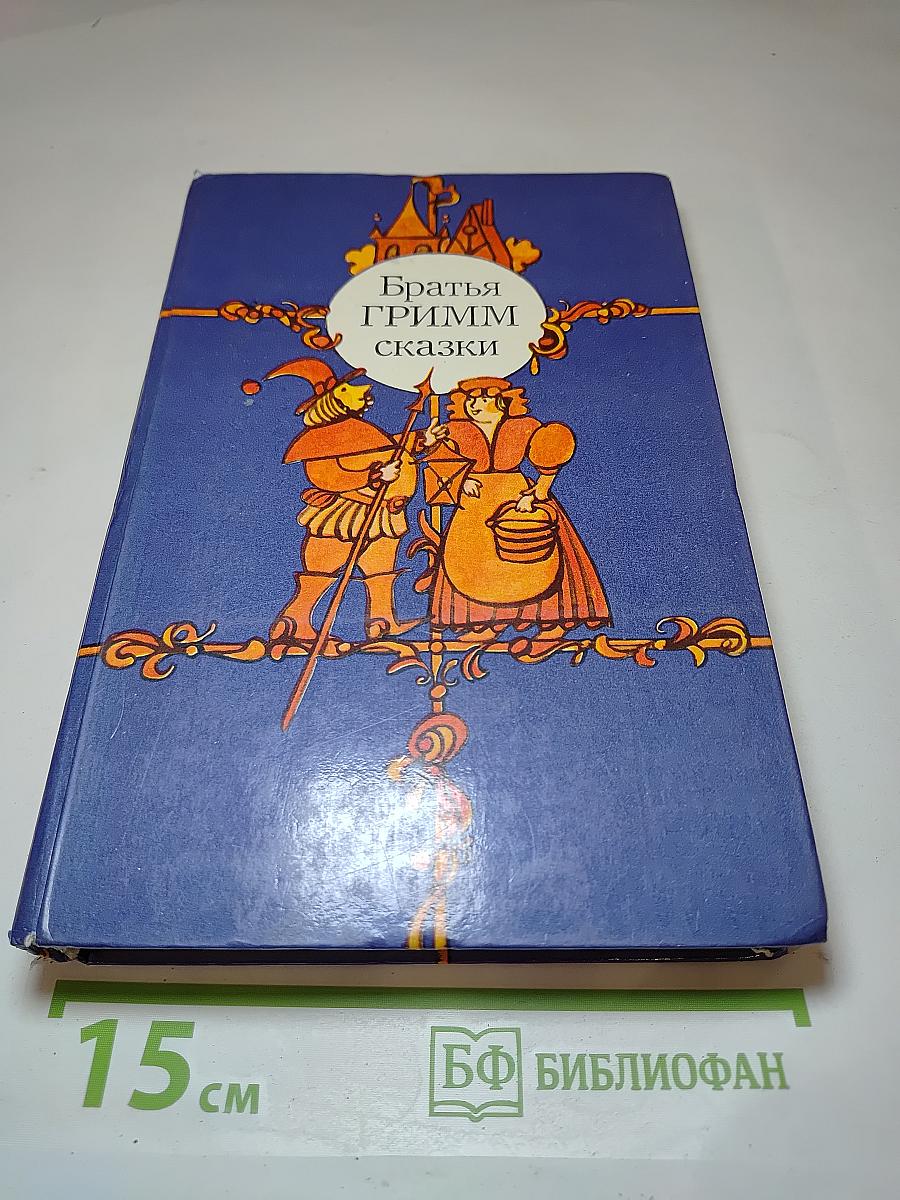 Братья
ГРИММ
сказки
15 см
БФ БИБЛИОФАН